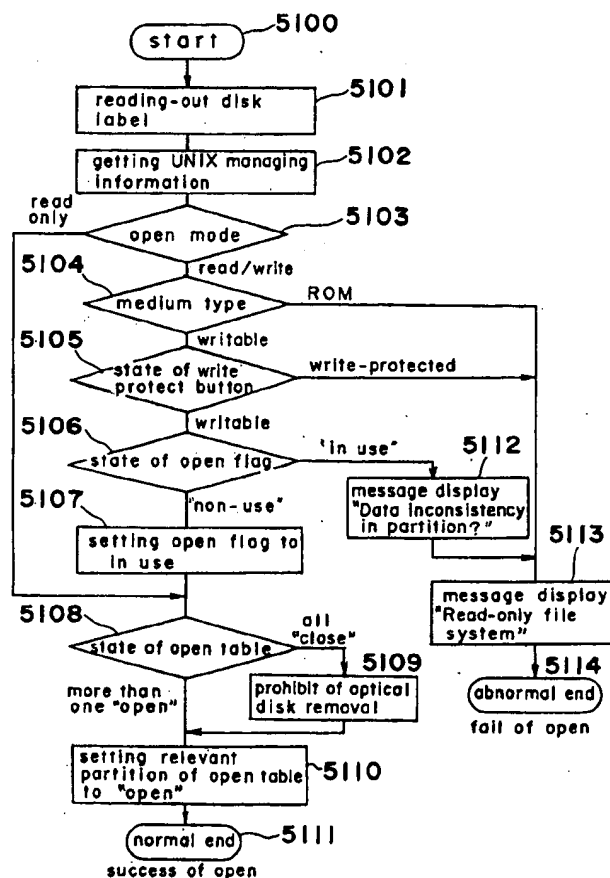 5100
start
5101
reading-out disk
label
5102
getting UNIX managing
information
read
only
5103
open mode
5104
read/write
medium type
ROM
5105
writable
state of write
protect button
write-protected
5106
writable
state of open flag
"in use"
5112
message display
"Data inconsistency
in partition?"
5107
"non-use"
setting open flag to
in use
5113
message display
"Read-only file
system"
5108
state of open table
all
"close"
5109
prohibit of optical
disk removal
5114
abnormal end
fail of open
more than
one "open"
setting relevant
partition of open table
to "open"
5110
normal end
5111
success of open